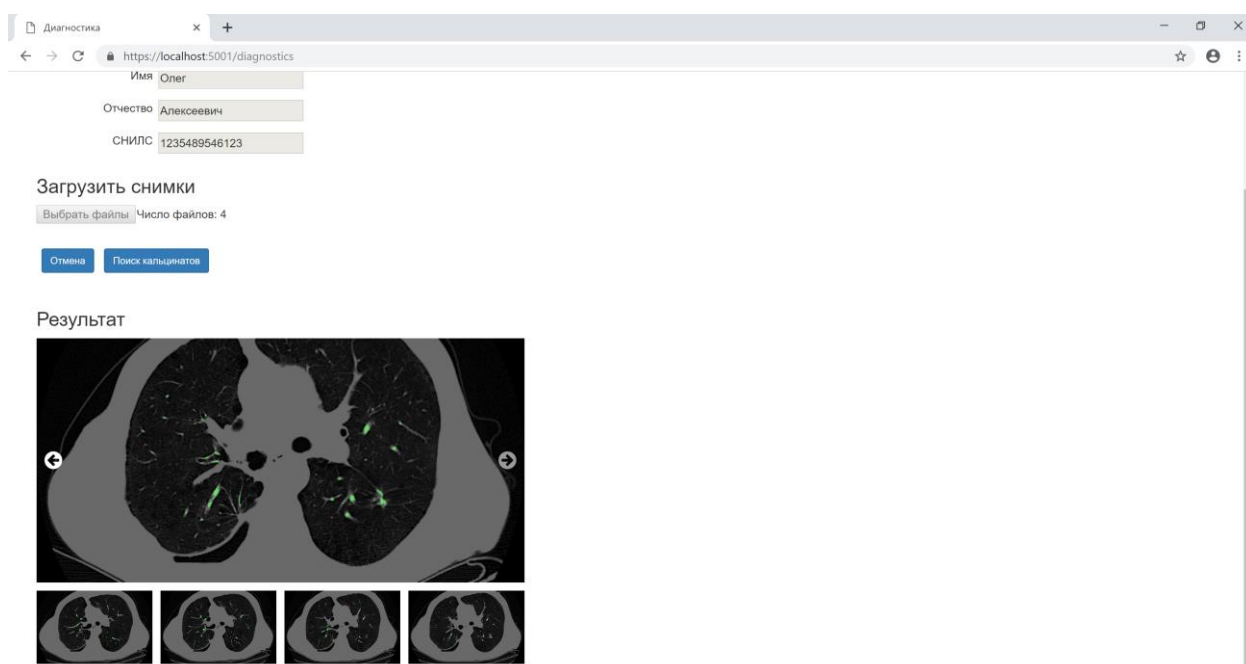 Диагностика
https://localhost:5001/diagnostics
Имя Олег
Отчество Алексеевич
СНИЛС 1235489546123
Загрузить снимки
Выбрать файлы Число файлов: 4
Отмена Поиск кальцинатов
Результат